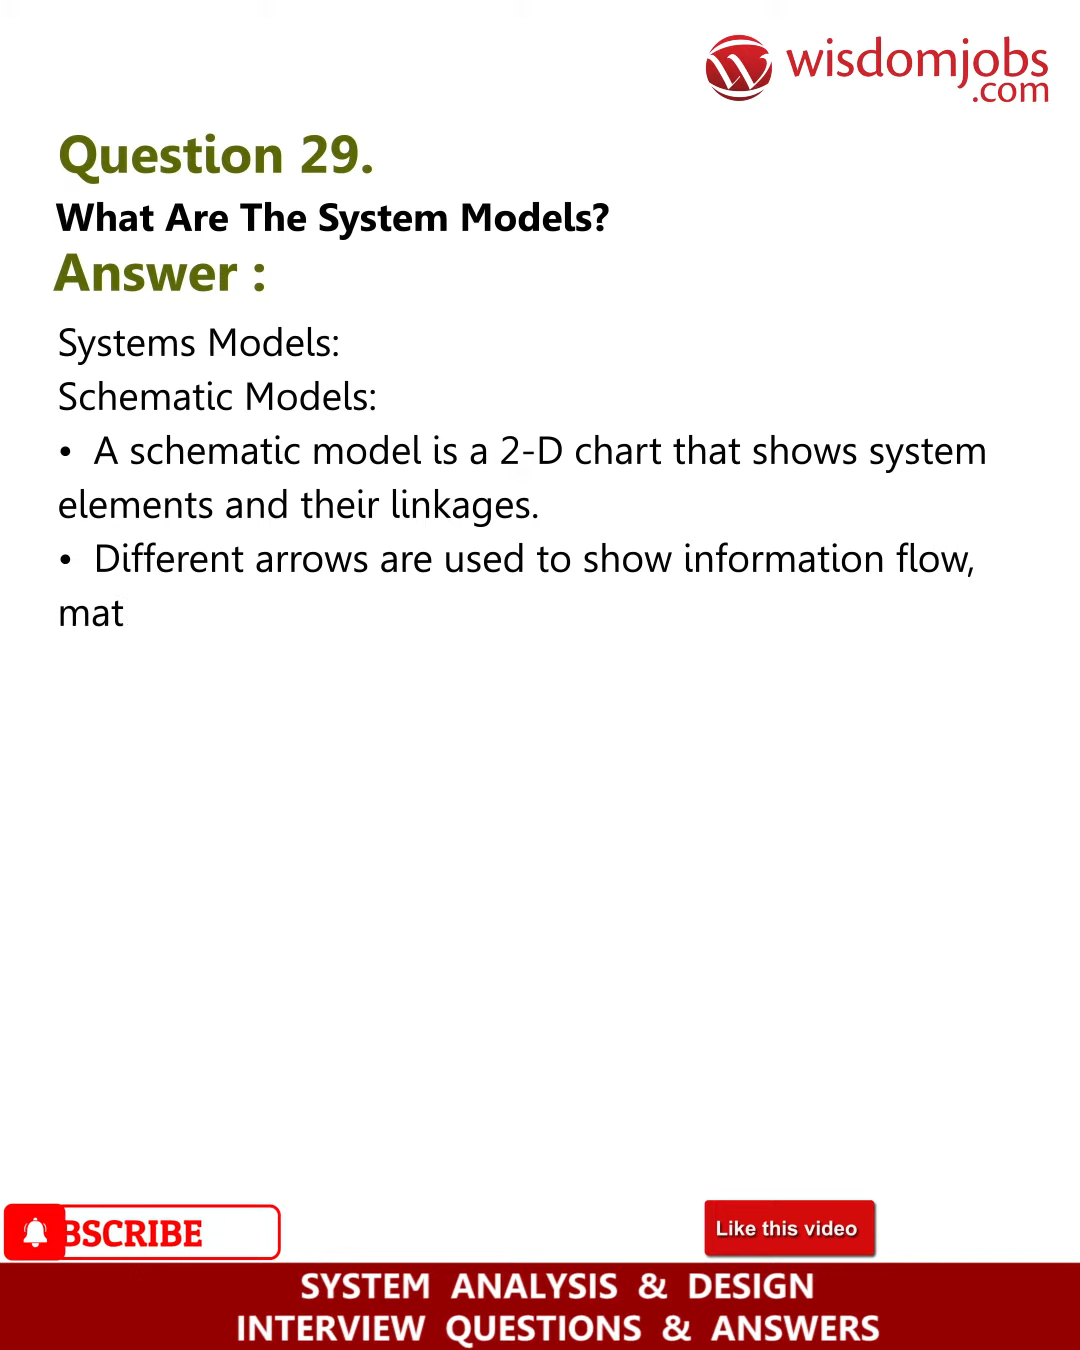 wisdomjobs
.com
Question 29.
What Are The System Models?
Answer :
Systems Models:
Schematic Models:
• A schematic model is a 2-D chart that shows system
elements and their linkages.
• Different arrows are used to show information flow,
mat
BSCRIBE
Like this video
SYSTEM ANALYSIS & DESIGN
INTERVIEW QUESTIONS & ANSWERS